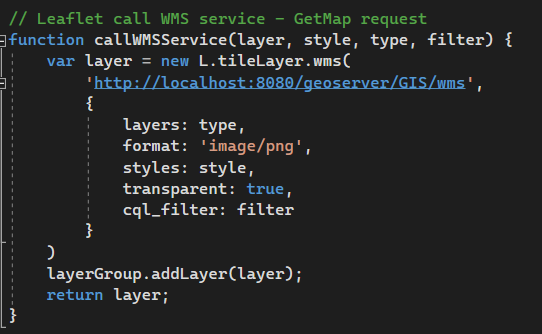 // Leaflet call WMS service - GetMap request
function callWMSService(layer, style, type, filter) {
    var layer = new L.tileLayer.wms(
        'http://localhost:8080/geoserver/GIS/wms',
        {
            layers: type,
            format: 'image/png',
            styles: style,
            transparent: true,
            cql_filter: filter
        }
    )
    layerGroup.addLayer(layer);
    return layer;
}